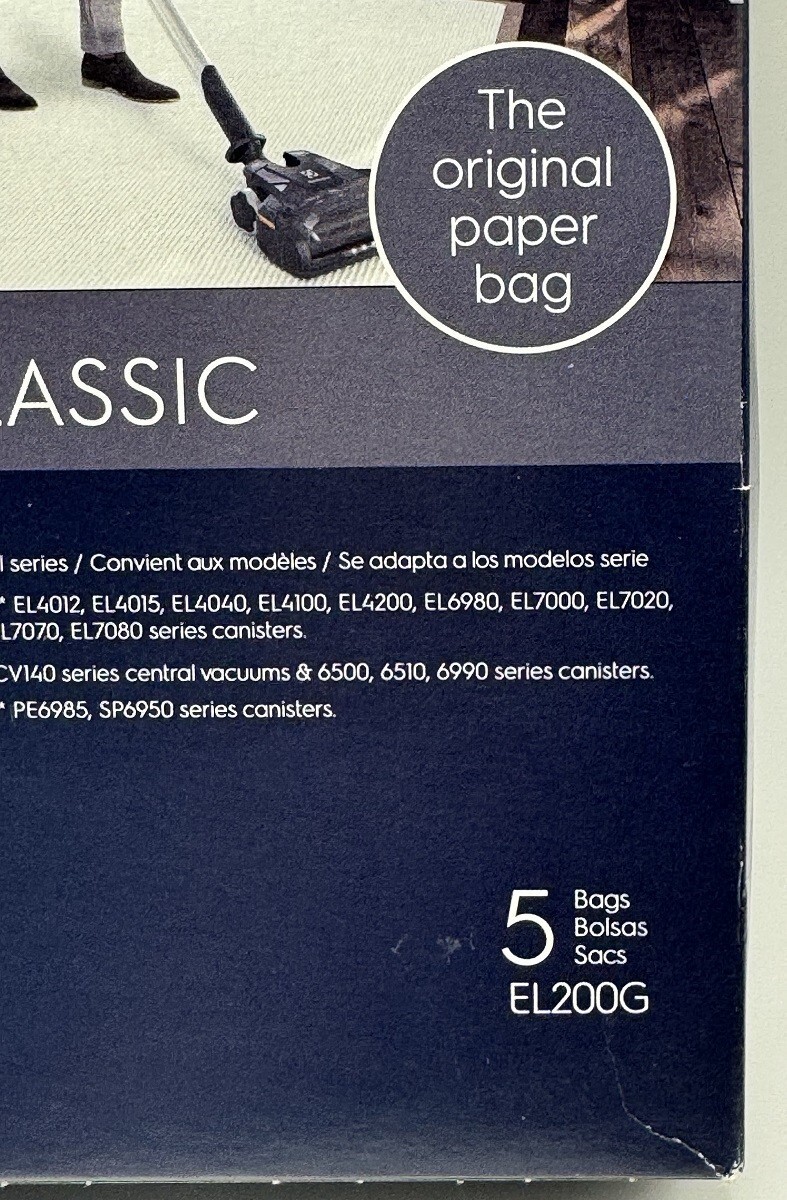 The
original
paper
bag
LASSIC
l series / Convient aux modèles / Se adapta a los modelos serie
* EL4012, EL4015, EL4040, EL4100, EL4200, EL6980, EL7000, EL7020,
L7070, EL7080 series canisters.
CV140 series central vacuums & 6500, 6510, 6990 series canisters.
* PE6985, SP6950 series canisters.
5 Bags
Bolsas
Sacs
EL200G